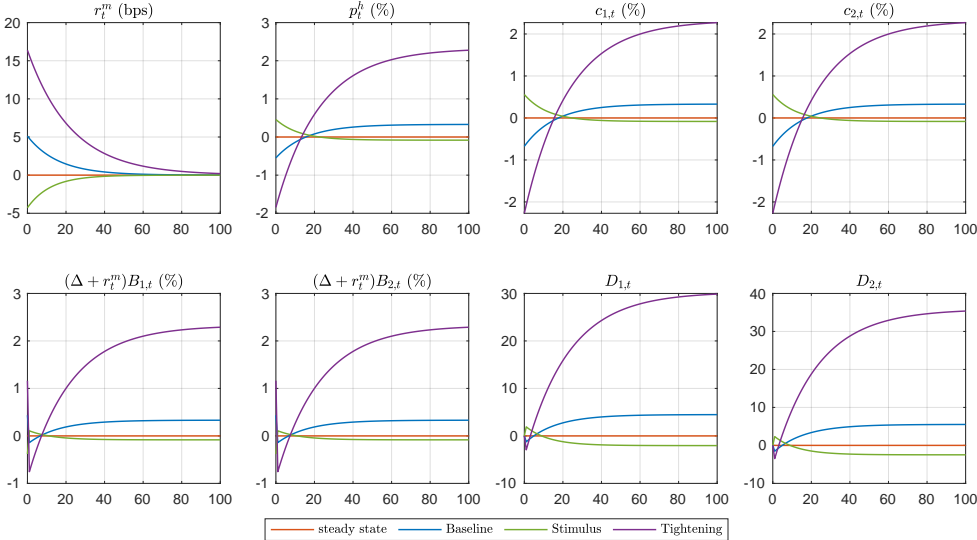 r_t^m (bps)
20
15
10
5
0
-5
0 20 40 60 80 100
p_t^h (%)
3
2
1
0
-1
-2
0 20 40 60 80 100
c_{1,t} (%)
2
1
0
-1
-2
0 20 40 60 80 100
c_{2,t} (%)
2
1
0
-1
-2
0 20 40 60 80 100
(Δ + r_t^m)B_{1,t} (%)
3
2
1
0
-1
0 20 40 60 80 100
(Δ + r_t^m)B_{2,t} (%)
3
2
1
0
-1
0 20 40 60 80 100
D_{1,t}
30
20
10
0
-10
0 20 40 60 80 100
D_{2,t}
40
30
20
10
0
-10
0 20 40 60 80 100
steady state Baseline Stimulus Tightening